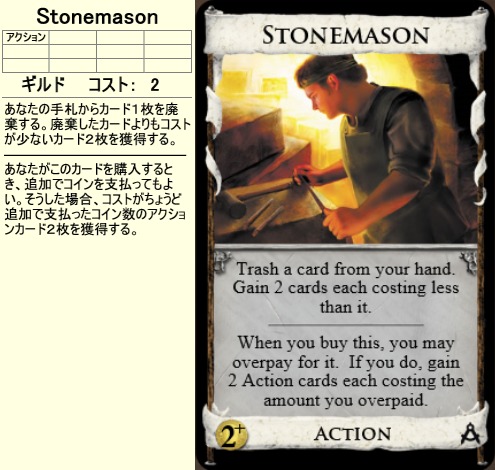 Stonemason
アクション
ギルド コスト： 2
あなたの手札からカード1枚を廃
棄する。廃棄したカードよりもコスト
が少ないカード2枚を獲得する。
あなたがこのカードを購入すると
き、追加でコインを支払ってもよ
い。そうした場合、コストがちょうど
追加で支払ったコイン数のアクショ
ンカード2枚を獲得する。
STONEMASON
Trash a card from your hand.
Gain 2 cards each costing less
than it.
When you buy this, you may
overpay for it. If you do, gain
2 Action cards each costing the
amount you overpaid.
2+ ACTION